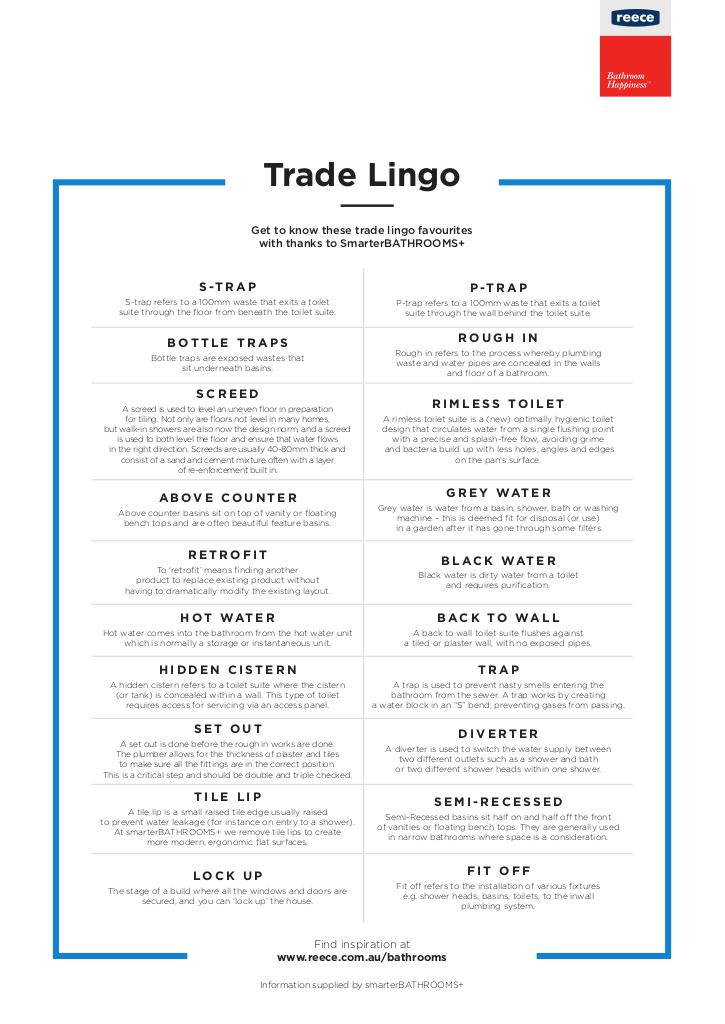 reece
Bathroom
Happiness™
Trade Lingo
Get to know these trade lingo favourites
with thanks to SmarterBATHROOMS+
S-TRAP
S-trap refers to a 100mm waste that exits a toilet
suite through the floor from beneath the toilet suite.
P-TRAP
P-trap refers to a 100mm waste that exits a toilet
suite through the wall behind the toilet suite.
BOTTLE TRAPS
Bottle traps are exposed wastes that
sit underneath basins.
ROUGH IN
Rough in refers to the process whereby plumbing
waste and water pipes are concealed in the walls
and floor of a bathroom.
SCREED
A screed is used to level an uneven floor in preparation
for tiling. Not only are floors not level in many homes,
but walk-in showers are also now the design norm, and a screed
is used to both level the floor and ensure that water flows
in the right direction. Screeds are usually 40-80mm thick and
consist of a sand and cement mixture often with a layer
of re-enforcement built in.
RIMLESS TOILET
A rimless toilet suite is a (new) optimally hygienic toilet
design that circulates water from a single flushing point
with a precise and splash-free flow, avoiding grime
and bacteria build up with less holes, angles and edges
on the pan's surface.
ABOVE COUNTER
Above counter basins sit on top of vanity or floating
bench tops and are often beautiful feature basins.
GREY WATER
Grey water is water from a basin, shower, bath or washing
machine – this is deemed fit for disposal (or use)
in a garden after it has gone through some filters.
RETROFIT
To 'retrofit' means finding another
product to replace existing product without
having to dramatically modify the existing layout.
BLACK WATER
Black water is dirty water from a toilet
and requires purification.
HOT WATER
Hot water comes into the bathroom from the hot water unit
which is normally a storage or instantaneous unit.
BACK TO WALL
A back to wall toilet suite flushes against
a tiled or plaster wall, with no exposed pipes.
HIDDEN CISTERN
A hidden cistern refers to a toilet suite where the cistern
(or tank) is concealed within a wall. This type of toilet
requires access for servicing via an access panel.
TRAP
A trap is used to prevent nasty smells entering the
bathroom from the sewer. A trap works by creating
a water block in an "S" bend, preventing gases from passing.
SET OUT
A set out is done before the rough in works are done.
The plumber allows for the thickness of plaster and tiles
to make sure all the fittings are in the correct position.
This is a critical step and should be double and triple checked.
DIVERTER
A diverter is used to switch the water supply between
two different outlets such as a shower and bath
or two different shower heads within one shower.
TILE LIP
A tile lip is a small raised tile edge usually raised
to prevent water leakage (for instance on entry to a shower).
At smarterBATHROOMS+ we remove tile lips to create
more modern, ergonomic flat surfaces.
SEMI-RECESSED
Semi-Recessed basins sit half on and half off the front
of vanities or floating bench tops. They are generally used
in narrow bathrooms where space is a consideration.
LOCK UP
The stage of a build where all the windows and doors are
secured, and you can 'lock up' the house.
FIT OFF
Fit off refers to the installation of various fixtures
e.g. shower heads, basins, toilets, to the inwall
plumbing system.
Find inspiration at
www.reece.com.au/bathrooms
Information supplied by smarterBATHROOMS+